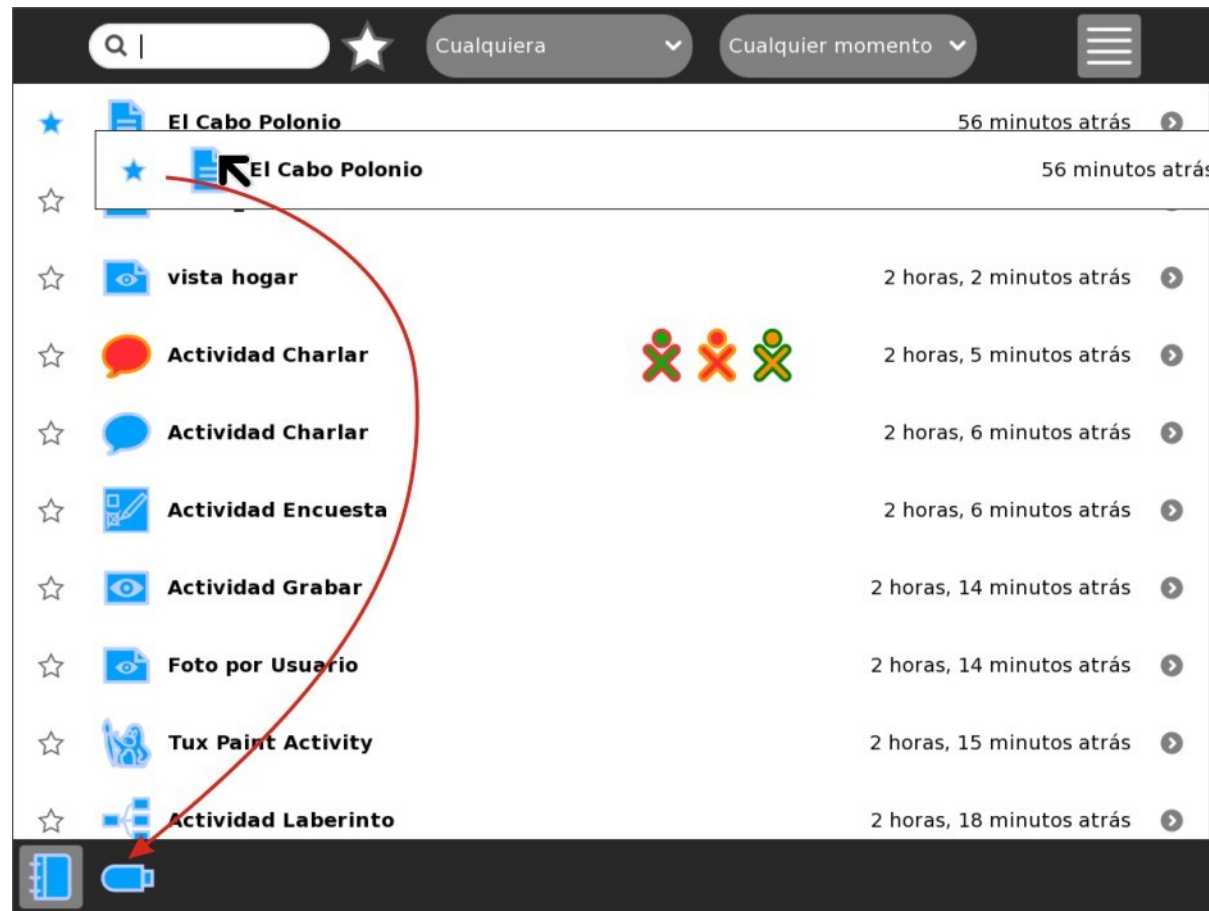 Cualquiera Cualquier momento
El Cabo Polonio 56 minutos atrás
El Cabo Polonio 56 minutos atrás
vista hogar 2 horas, 2 minutos atrás
Actividad Charlar 2 horas, 5 minutos atrás
Actividad Charlar 2 horas, 6 minutos atrás
Actividad Encuesta 2 horas, 6 minutos atrás
Actividad Grabar 2 horas, 14 minutos atrás
Foto por Usuario 2 horas, 14 minutos atrás
Tux Paint Activity 2 horas, 15 minutos atrás
Actividad Laberinto 2 horas, 18 minutos atrás